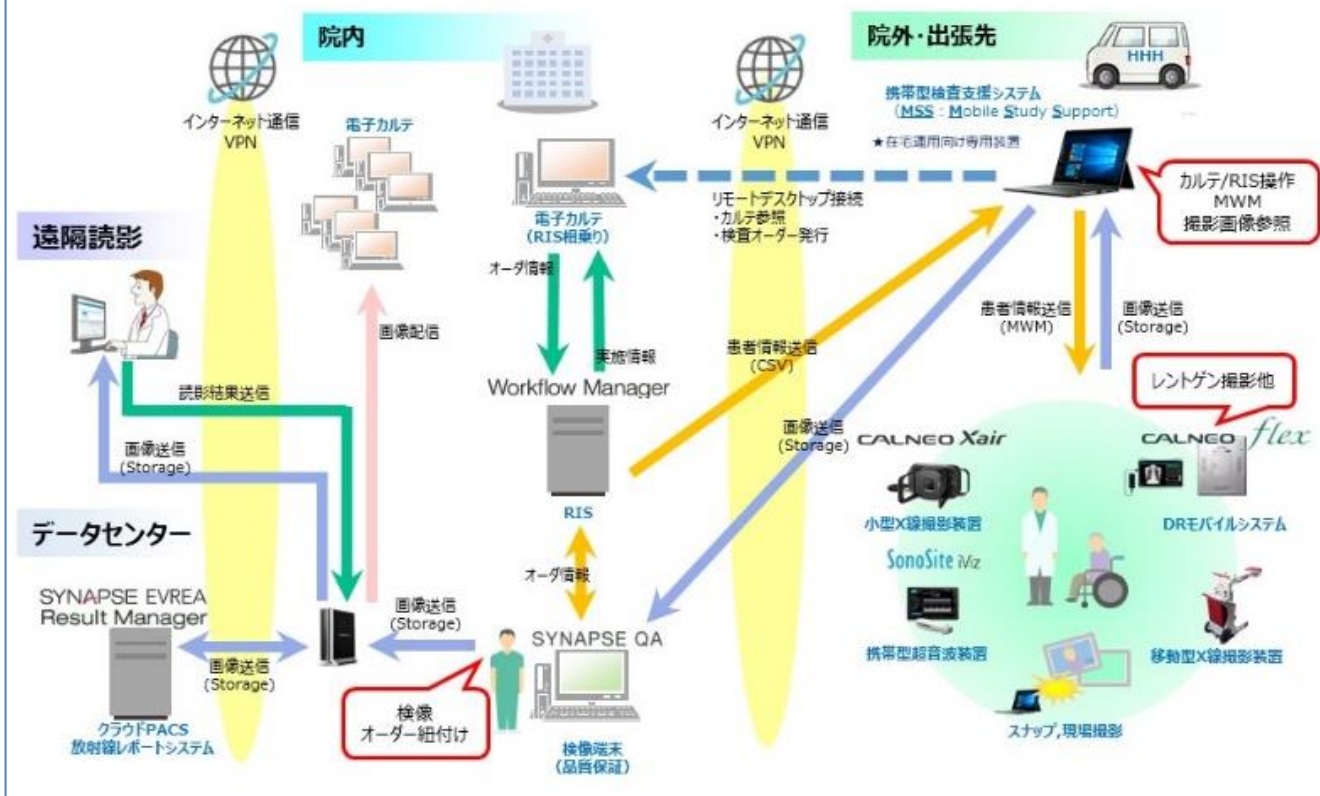 院内
院外・出張先
HHH
インターネット通信
VPN
電子カルテ
インターネット通信
VPN
携帯型検査支援システム
(MSS:Mobile Study Support)
★在宅運用向け専用装置
カルテ/RIS操作
MWM
撮影画像参照
リモートデスクトップ接続
・カルテ参照
・検査オーダー発行
電子カルテ
(RIS相乗り)
遠隔読影
オーダ情報
実施情報
画像配信
患者情報送信
(CSV)
患者情報送信
(MWM)
画像送信
(Storage)
レントゲン撮影他
読影結果送信
画像送信
(Storage)
Workflow Manager
RIS
画像送信
(Storage)
CALNEO Xair
小型X線撮影装置
CALNEO flex
DRモバイルシステム
SonoSite iViz
携帯型超音波装置
移動型X線撮影装置
スナップ,現場撮影
データセンター
SYNAPSE EVREA
Result Manager
画像送信
(Storage)
クラウドPACS
放射線レポートシステム
画像送信
(Storage)
オーダ情報
SYNAPSE QA
検像
オーダー紐付け
検像端末
(品質保証)